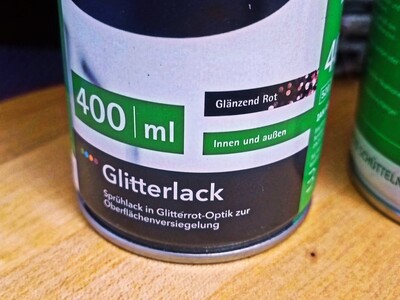 400 ml
Glänzend Rot
Innen und außen
Glitterlack
Sprühlack in Glitterrot-Optik zur
Oberflächenversiegelung